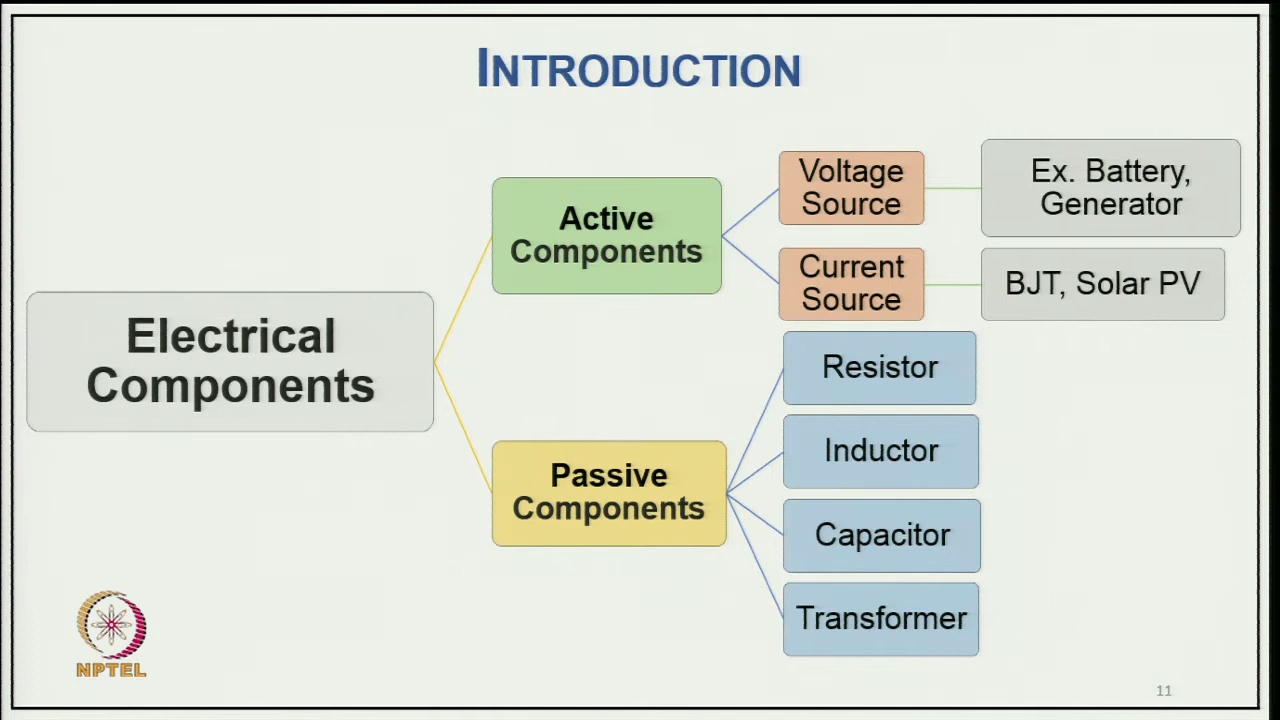 INTRODUCTION
Electrical
Components
Active
Components
Voltage
Source
Ex. Battery,
Generator
Current
Source
BJT, Solar PV
Passive
Components
Resistor
Inductor
Capacitor
Transformer
NPTEL
11